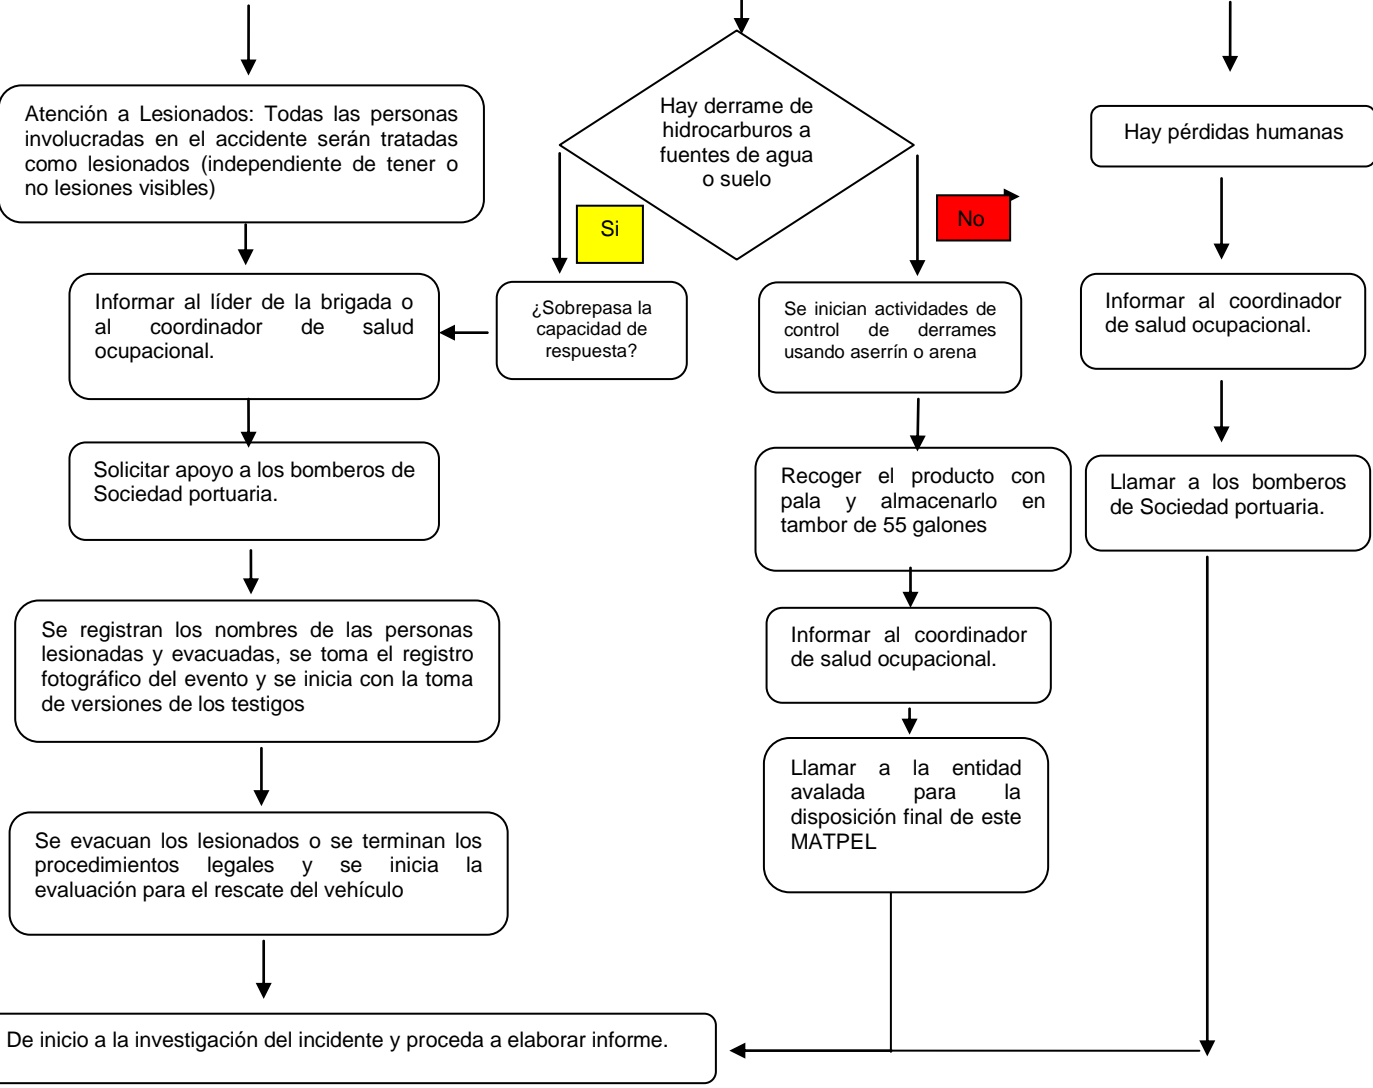 Atención a Lesionados: Todas las personas
involucradas en el accidente serán tratadas
como lesionados (independiente de tener o
no lesiones visibles)
Hay derrame de
hidrocarburos a
fuentes de agua
o suelo
Hay pérdidas humanas
Si
No
Informar al líder de la brigada o
al coordinador de salud
ocupacional.
¿Sobrepasa la
capacidad de
respuesta?
Se inician actividades de
control de derrames
usando aserrín o arena
Informar al coordinador
de salud ocupacional.
Solicitar apoyo a los bomberos de
Sociedad portuaria.
Recoger el producto con
pala y almacenarlo en
tambor de 55 galones
Llamar a los bomberos
de Sociedad portuaria.
Se registran los nombres de las personas
lesionadas y evacuadas, se toma el registro
fotográfico del evento y se inicia con la toma
de versiones de los testigos
Informar al coordinador
de salud ocupacional.
Llamar a la entidad
avalada para la
disposición final de este
MATPEL
Se evacuan los lesionados o se terminan los
procedimientos legales y se inicia la
evaluación para el rescate del vehículo
De inicio a la investigación del incidente y proceda a elaborar informe.